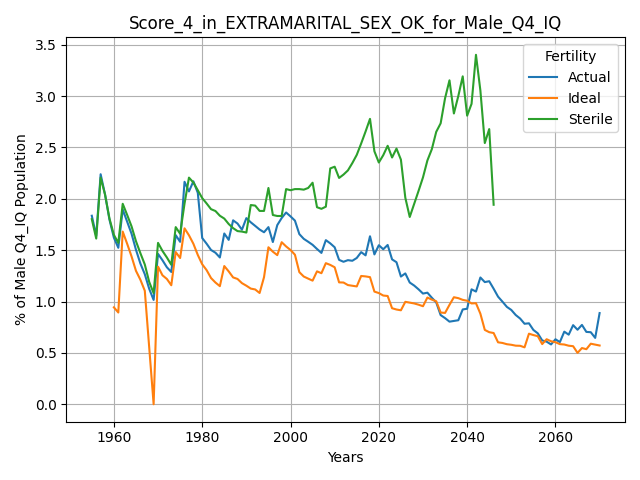 Score_4_in_EXTRAMARITAL_SEX_OK_for_Male_Q4_IQ
Fertility
Actual
Ideal
Sterile
% of Male Q4_IQ Population
3.5
3.0
2.5
2.0
1.5
1.0
0.5
0.0
1960 1980 2000 2020 2040 2060
Years